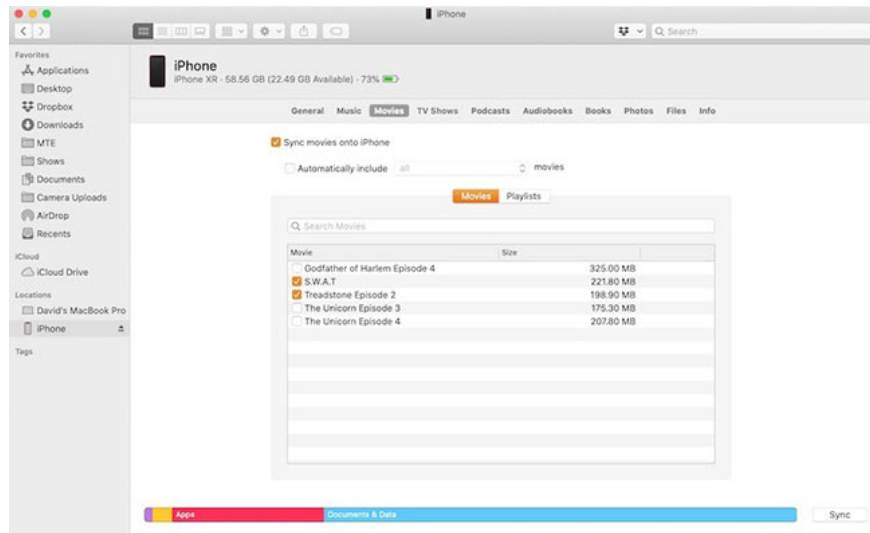 iPhone
Search
Favorites
Applications
Desktop
Dropbox
Downloads
MTE
Shows
Documents
Camera Uploads
AirDrop
Recents
iCloud
iCloud Drive
Locations
David's MacBook Pro
iPhone
Tags
iPhone
iPhone XR - 58.56 GB (22.49 GB Available) - 73%
General Music Movies TV Shows Podcasts Audiobooks Books Photos Files Info
Sync movies onto iPhone
Automatically include all movies
Movies Playlists
Search Movies
Movie Size
Godfather of Harlem Episode 4 325.00 MB
S.W.A.T 221.80 MB
Treadstone Episode 2 198.90 MB
The Unicorn Episode 3 175.30 MB
The Unicorn Episode 4 207.80 MB
Apps Documents & Data Sync